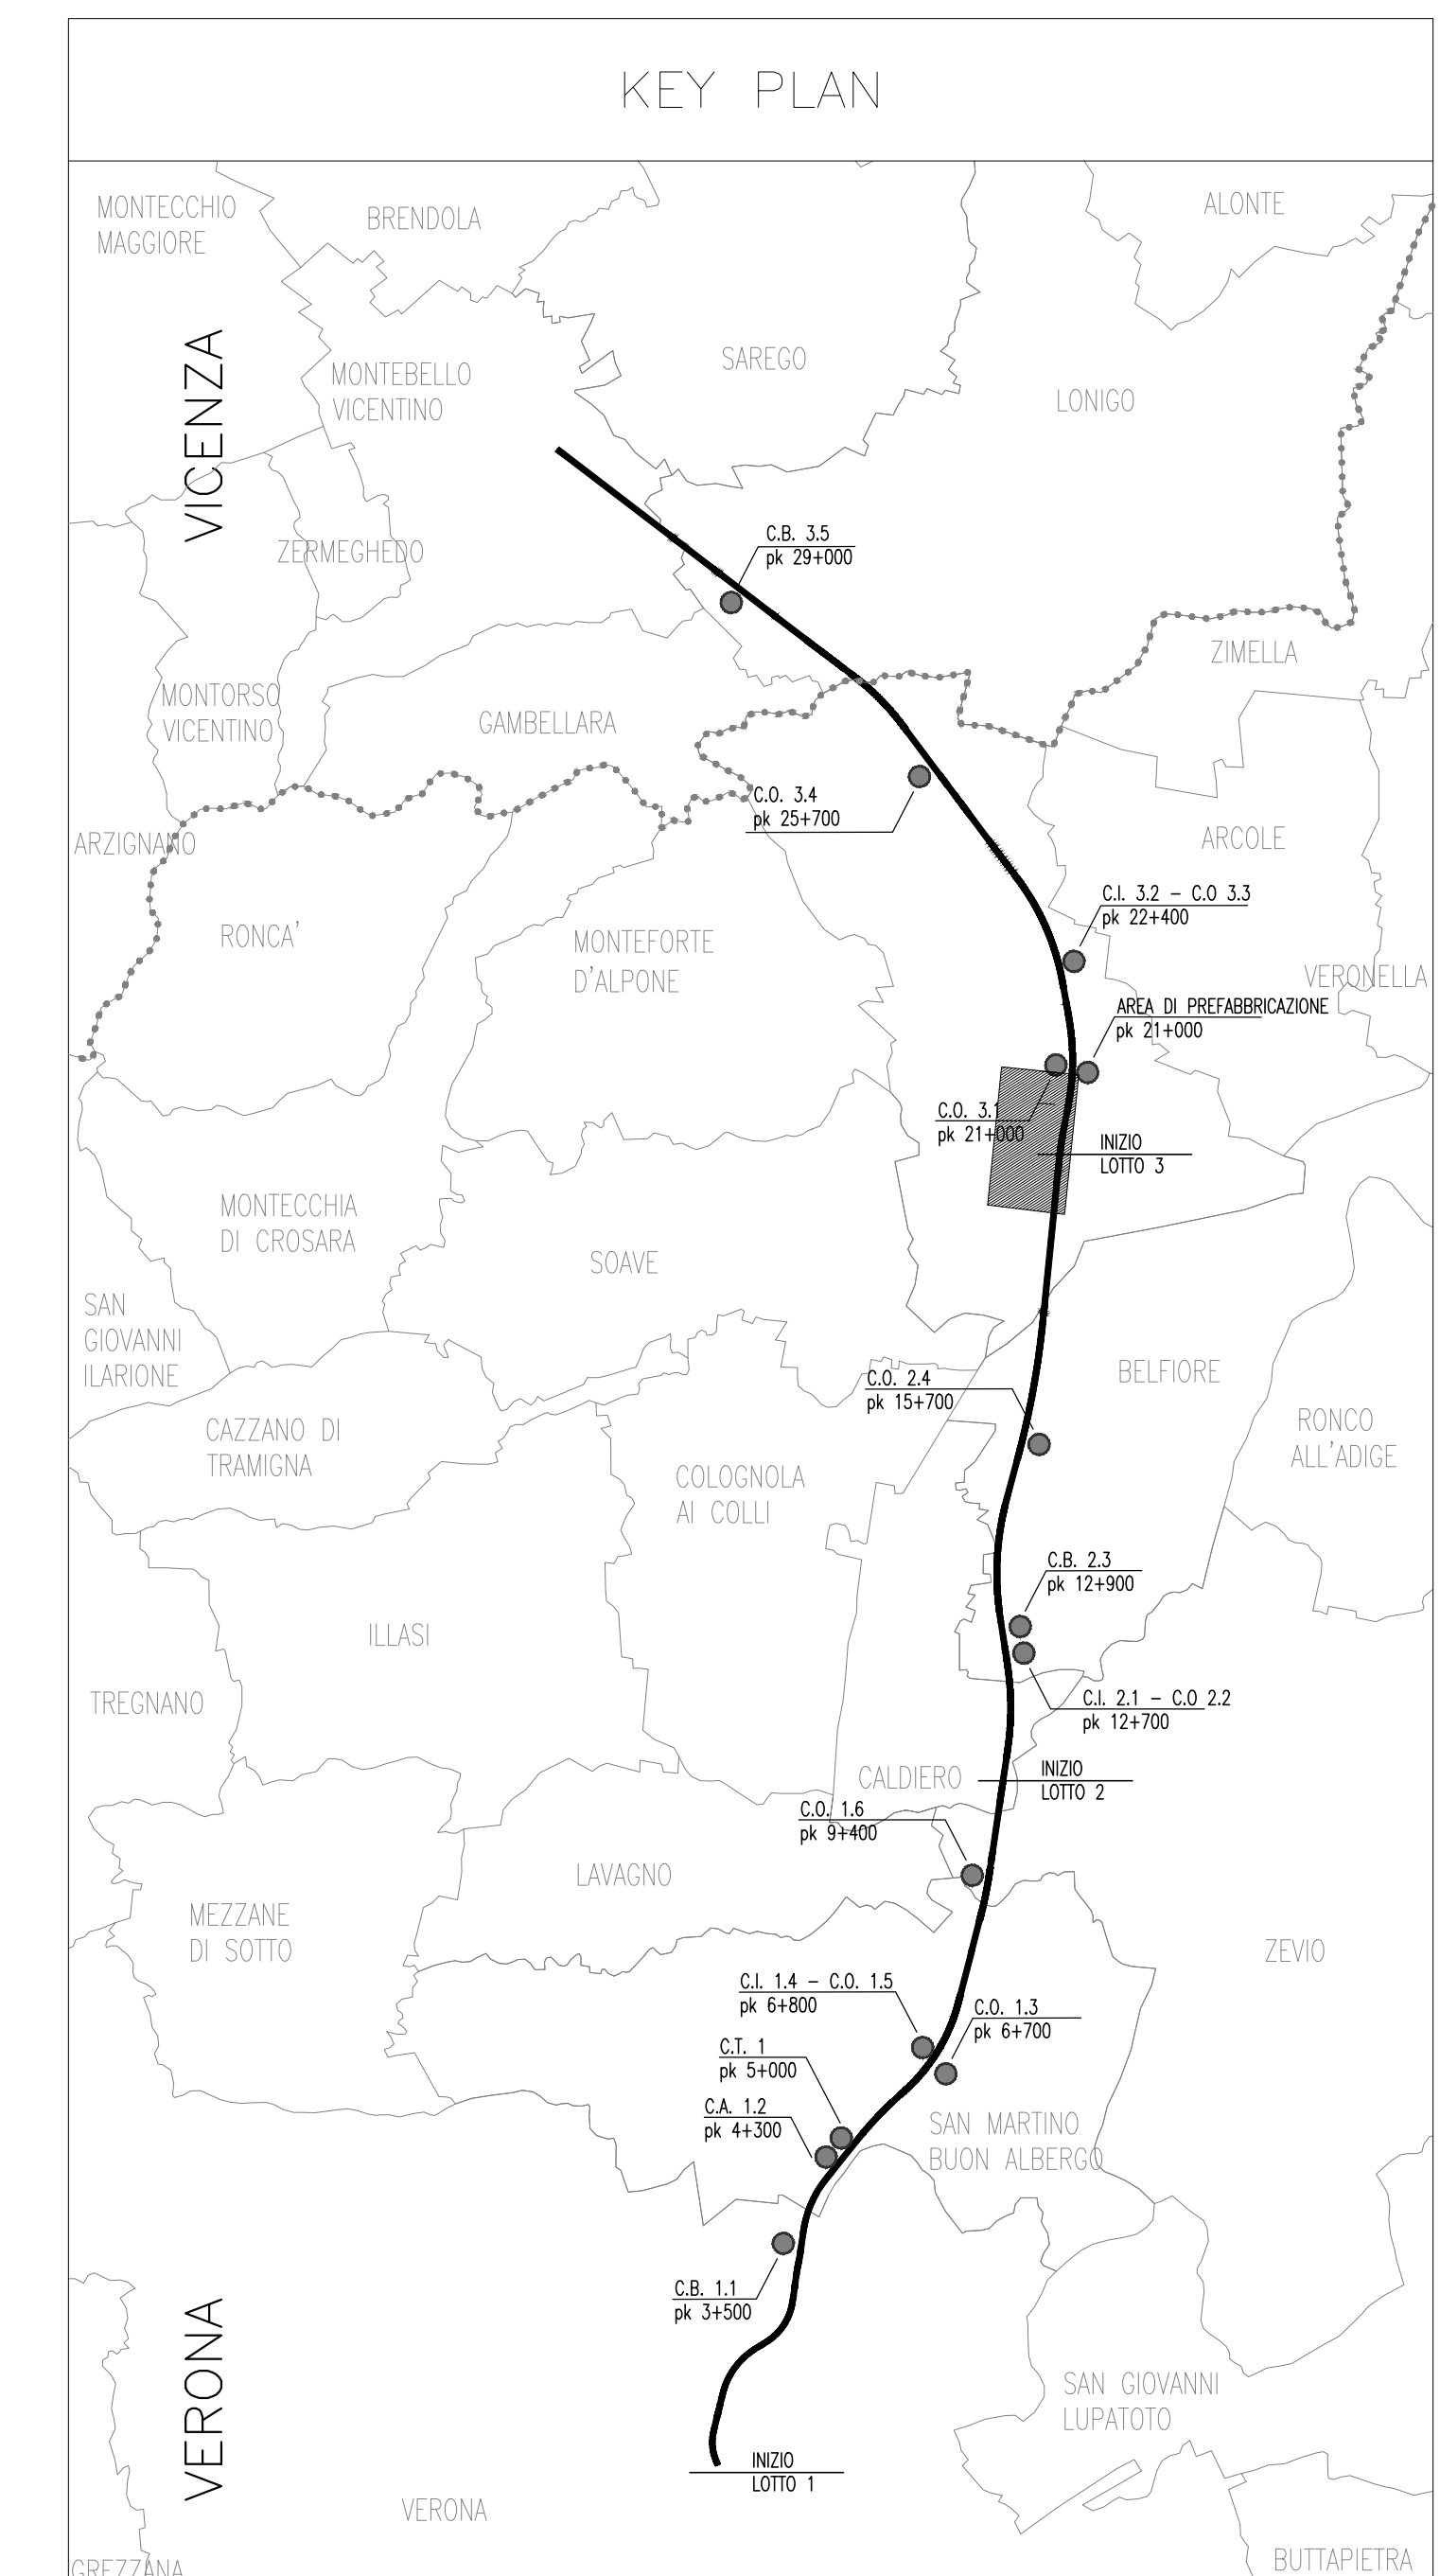 KEY PLAN
MONTECCHIO
MAGGIORE
BRENDOLA
ALONTE
VICENZA
MONTEBELLO
VICENTINO
SAREGO
LONIGO
C.B. 3.5
pk 29+000
ZERMEGHEDO
ZIMELLA
MONTORSO
VICENTINO
GAMBELLARA
C.O. 3.4
pk 25+700
ARZIGNANO
ARCOLE
C.I. 3.2 - C.O 3.3
pk 22+400
RONCA'
MONTEFORTE
D'ALPONE
VERONELLA
AREA DI PREFABBRICAZIONE
pk 21+000
C.O. 3.1
pk 21+000
INIZIO
LOTTO 3
MONTECCHIA
DI CROSARA
SOAVE
SAN
GIOVANNI
ILARIONE
BELFIORE
C.O. 2.4
pk 15+700
RONCO
ALL'ADIGE
CAZZANO DI
TRAMIGNA
COLOGNOLA
AI COLLI
C.B. 2.3
pk 12+900
ILLASI
TREGNANO
C.I. 2.1 - C.O 2.2
pk 12+700
CALDIERO
INIZIO
LOTTO 2
C.O. 1.6
pk 9+400
LAVAGNO
MEZZANE
DI SOTTO
ZEVIO
C.I. 1.4 - C.O. 1.5
pk 6+800
C.O. 1.3
pk 6+700
C.T. 1
pk 5+000
C.A. 1.2
pk 4+300
SAN MARTINO
BUON ALBERGO
C.B. 1.1
pk 3+500
VERONA
SAN GIOVANNI
LUPATOTO
INIZIO
LOTTO 1
VERONA
BUTTAPIETRA
GREZZANA